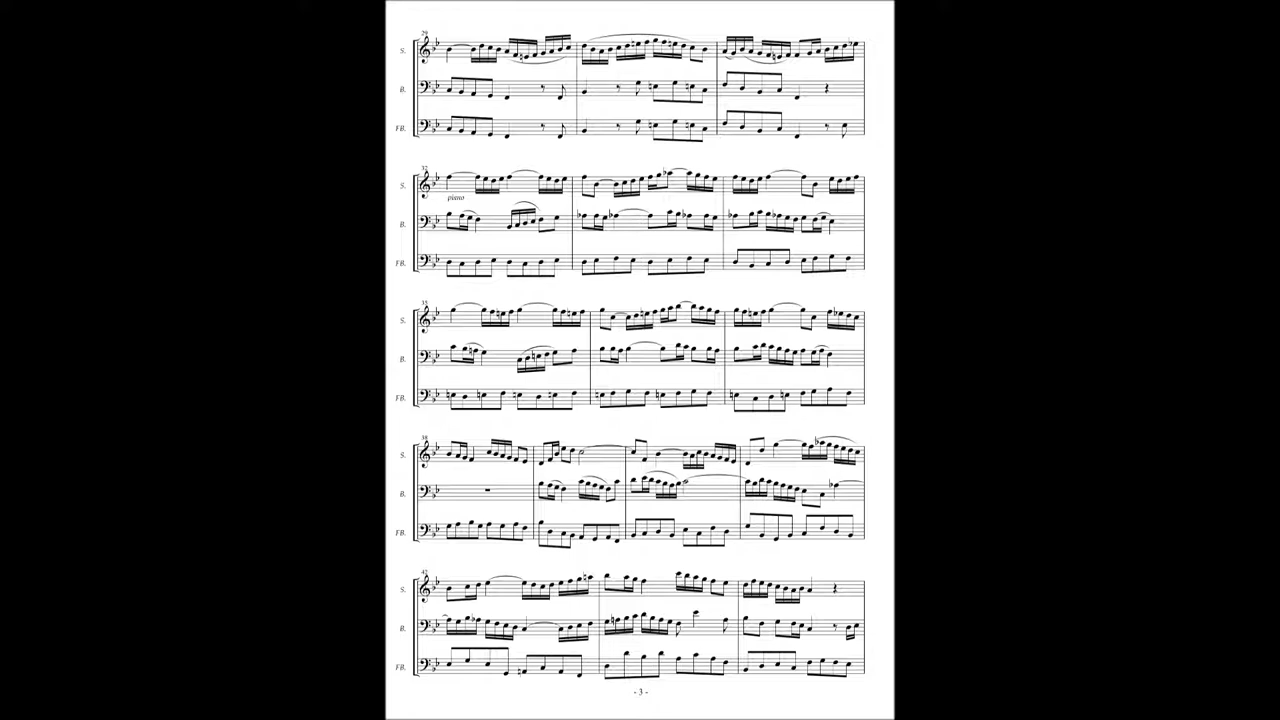 29
S.
B.
FB.
32
S.
piano
B.
FB.
35
S.
B.
FB.
38
S.
B.
FB.
42
S.
B.
FB.
- 3 -